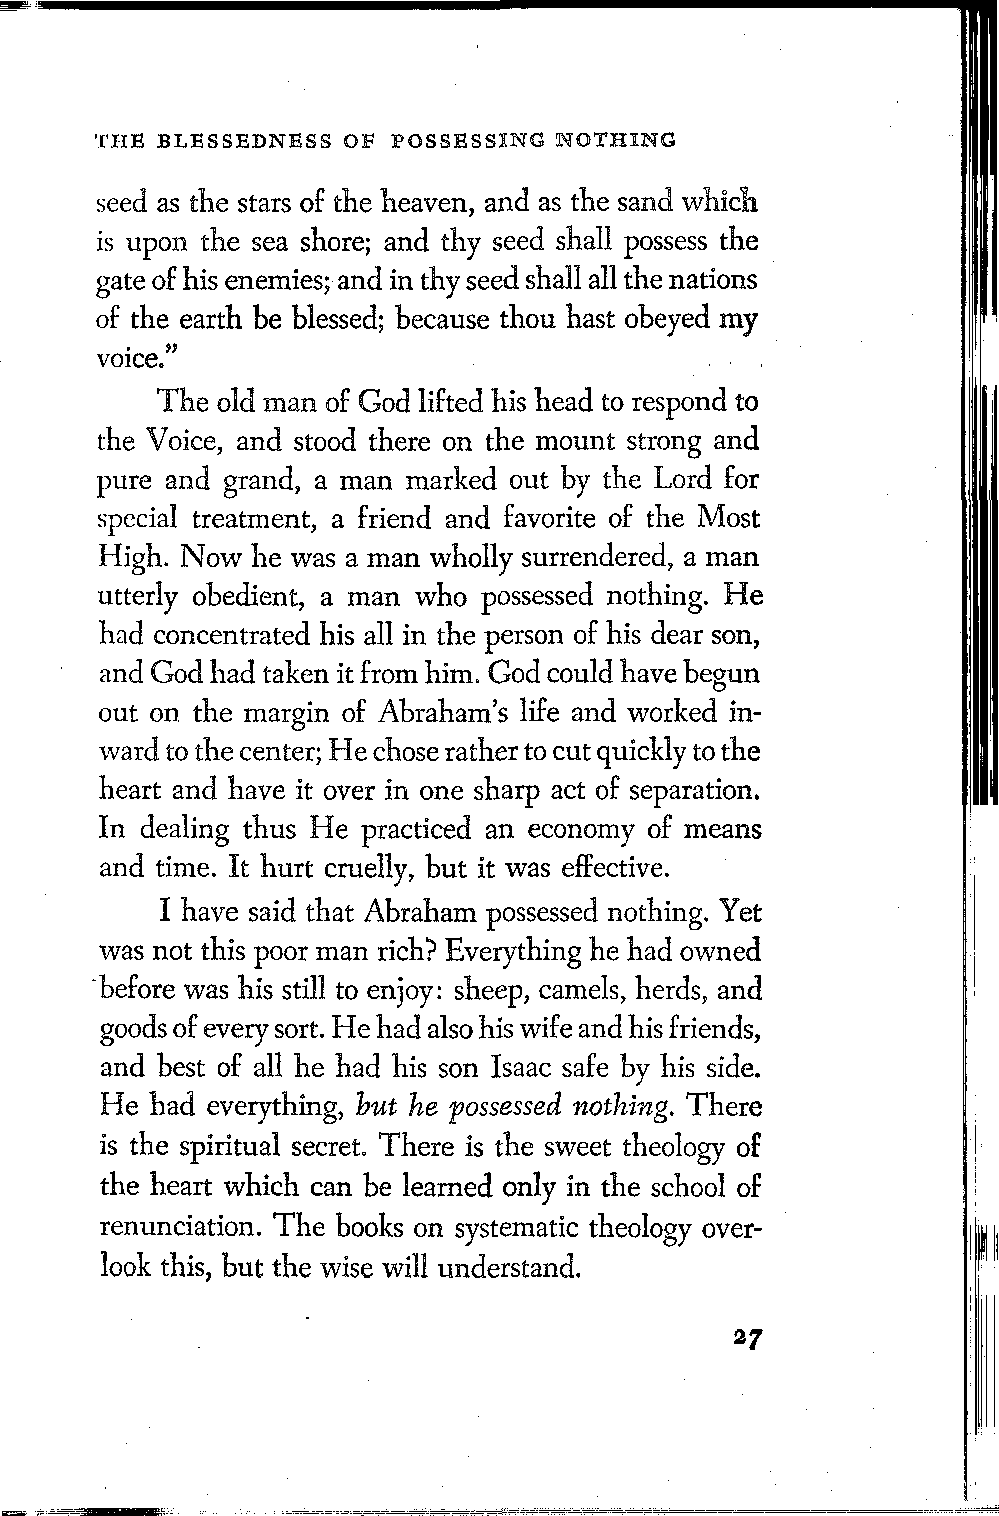 THE BLESSEDNESS OF POSSESSING NOTHING
seed as the stars of the heaven, and as the sand which
is upon the sea shore; and thy seed shall possess the
gate of his enemies; and in thy seed shall all the nations
of the earth be blessed; because thou hast obeyed my
voice."
The old man of God lifted his head to respond to
the Voice, and stood there on the mount strong and
pure and grand, a man marked out by the Lord for
special treatment, a friend and favorite of the Most
High. Now he was a man wholly surrendered, a man
utterly obedient, a man who possessed nothing. He
had concentrated his all in the person of his dear son,
and God had taken it from him. God could have begun
out on the margin of Abraham's life and worked in-
ward to the center; He chose rather to cut quickly to the
heart and have it over in one sharp act of separation.
In dealing thus He practiced an economy of means
and time. It hurt cruelly, but it was effective.
I have said that Abraham possessed nothing. Yet
was not this poor man rich? Everything he had owned
before was his still to enjoy: sheep, camels, herds, and
goods of every sort. He had also his wife and his friends,
and best of all he had his son Isaac safe by his side.
He had everything, but he possessed nothing. There
is the spiritual secret. There is the sweet theology of
the heart which can be learned only in the school of
renunciation. The books on systematic theology over-
look this, but the wise will understand.
27